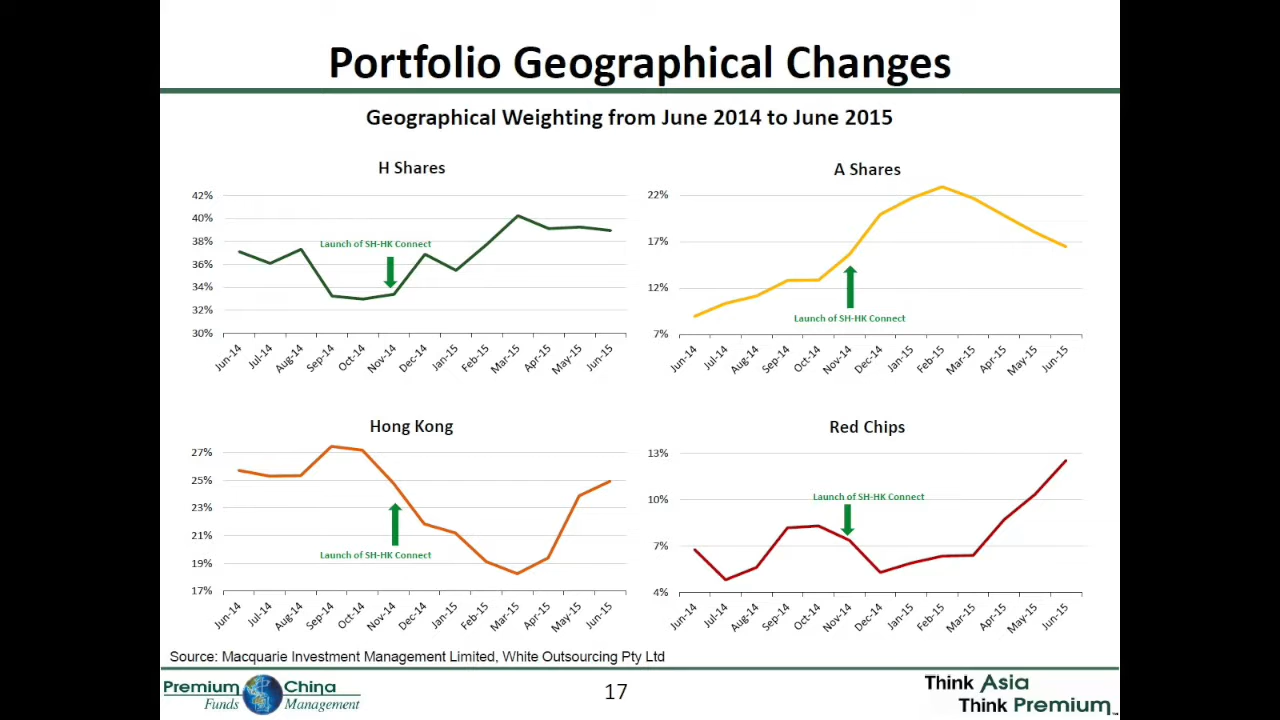 Portfolio Geographical Changes
Geographical Weighting from June 2014 to June 2015
H Shares
42%
40%
38%
36%
34%
32%
30%
Launch of SH-HK Connect
Jun-14 Jul-14 Aug-14 Sep-14 Oct-14 Nov-14 Dec-14 Jan-15 Feb-15 Mar-15 Apr-15 May-15 Jun-15
A Shares
22%
17%
12%
7%
Launch of SH-HK Connect
Jun-14 Jul-14 Aug-14 Sep-14 Oct-14 Nov-14 Dec-14 Jan-15 Feb-15 Mar-15 Apr-15 May-15 Jun-15
Hong Kong
27%
25%
23%
21%
19%
17%
Launch of SH-HK Connect
Jun-14 Jul-14 Aug-14 Sep-14 Oct-14 Nov-14 Dec-14 Jan-15 Feb-15 Mar-15 Apr-15 May-15 Jun-15
Red Chips
13%
10%
7%
4%
Launch of SH-HK Connect
Jun-14 Jul-14 Aug-14 Sep-14 Oct-14 Nov-14 Dec-14 Jan-15 Feb-15 Mar-15 Apr-15 May-15 Jun-15
Source: Macquarie Investment Management Limited, White Outsourcing Pty Ltd
Premium China
Funds Management
17
Think Asia
Think Premium™